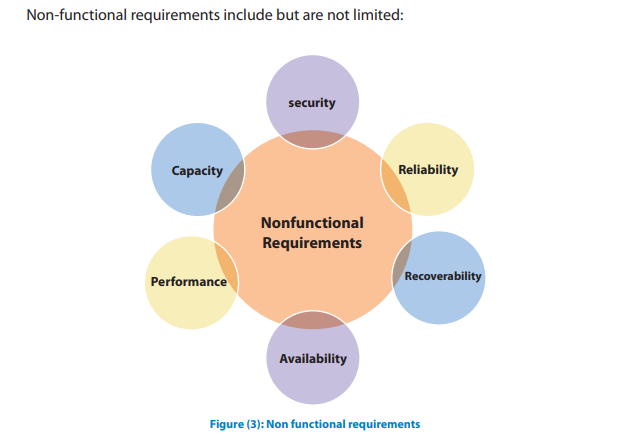 Non-functional requirements include but are not limited:
security
Capacity
Reliability
Nonfunctional
Requirements
Performance
Recoverability
Availability
Figure (3): Non functional requirements